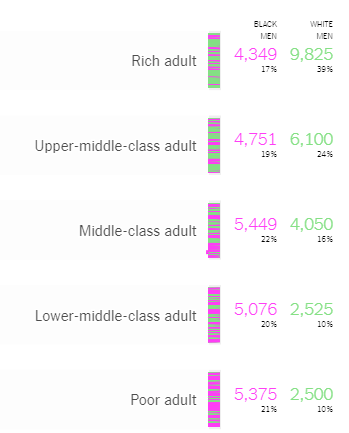 BLACK WHITE
MEN MEN
Rich adult 4,349 9,825
17% 39%
Upper-middle-class adult 4,751 6,100
19% 24%
Middle-class adult 5,449 4,050
22% 16%
Lower-middle-class adult 5,076 2,525
20% 10%
Poor adult 5,375 2,500
21% 10%